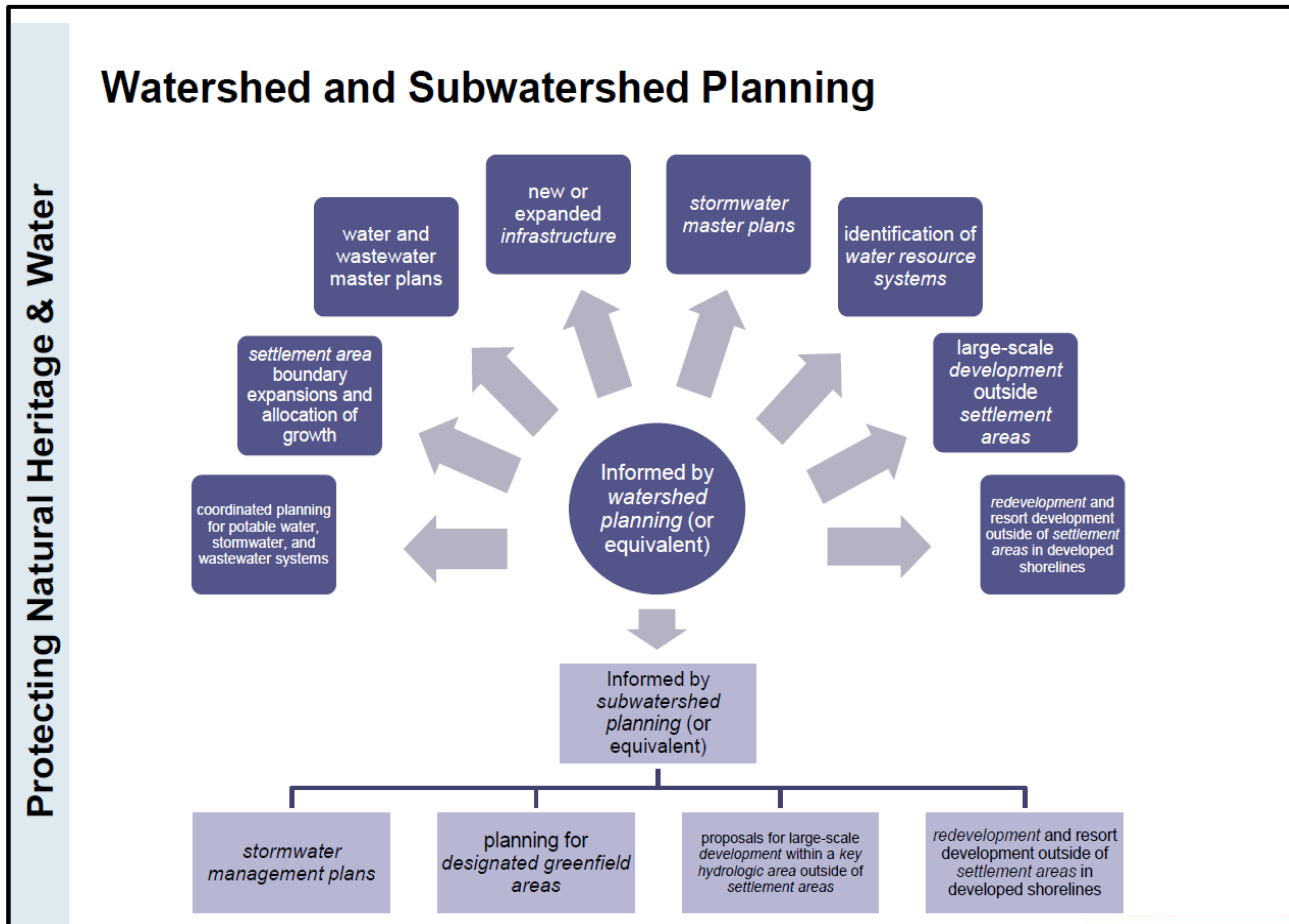 Protecting Natural Heritage & Water
Watershed and Subwatershed Planning
coordinated planning
for potable water,
stormwater, and
wastewater systems
settlement area
boundary
expansions and
allocation of
growth
water and
wastewater
master plans
new or
expanded
infrastructure
stormwater
master plans
identification of
water resource
systems
large-scale
development
outside
settlement
areas
redevelopment and
resort development
outside of settlement
areas in developed
shorelines
Informed by
watershed
planning (or
equivalent)
Informed by
subwatershed
planning (or
equivalent)
stormwater
management plans
planning for
designated greenfield
areas
proposals for large-scale
development within a key
hydrologic area outside of
settlement areas
redevelopment and resort
development outside of
settlement areas in
developed shorelines